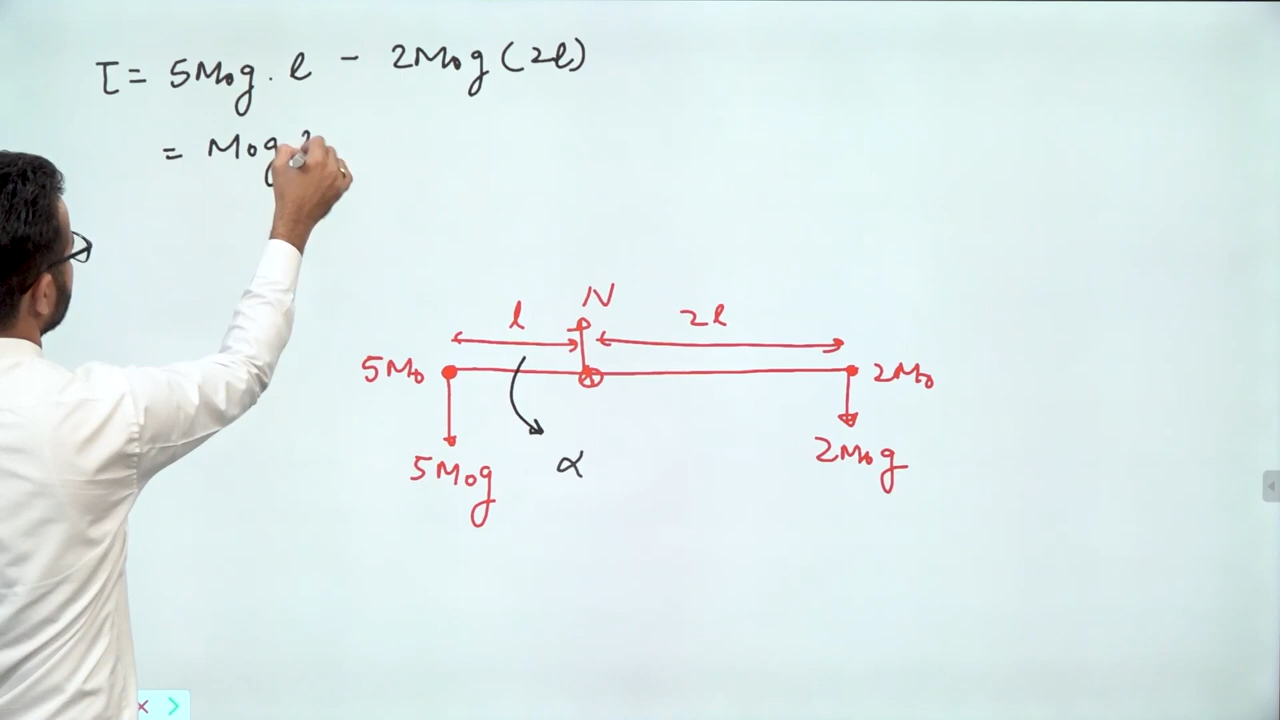 τ = 5M₀g . l - 2M₀g (2l)
= M₀g
N
l
2l
5M₀
2M₀
5M₀g
α
2M₀g